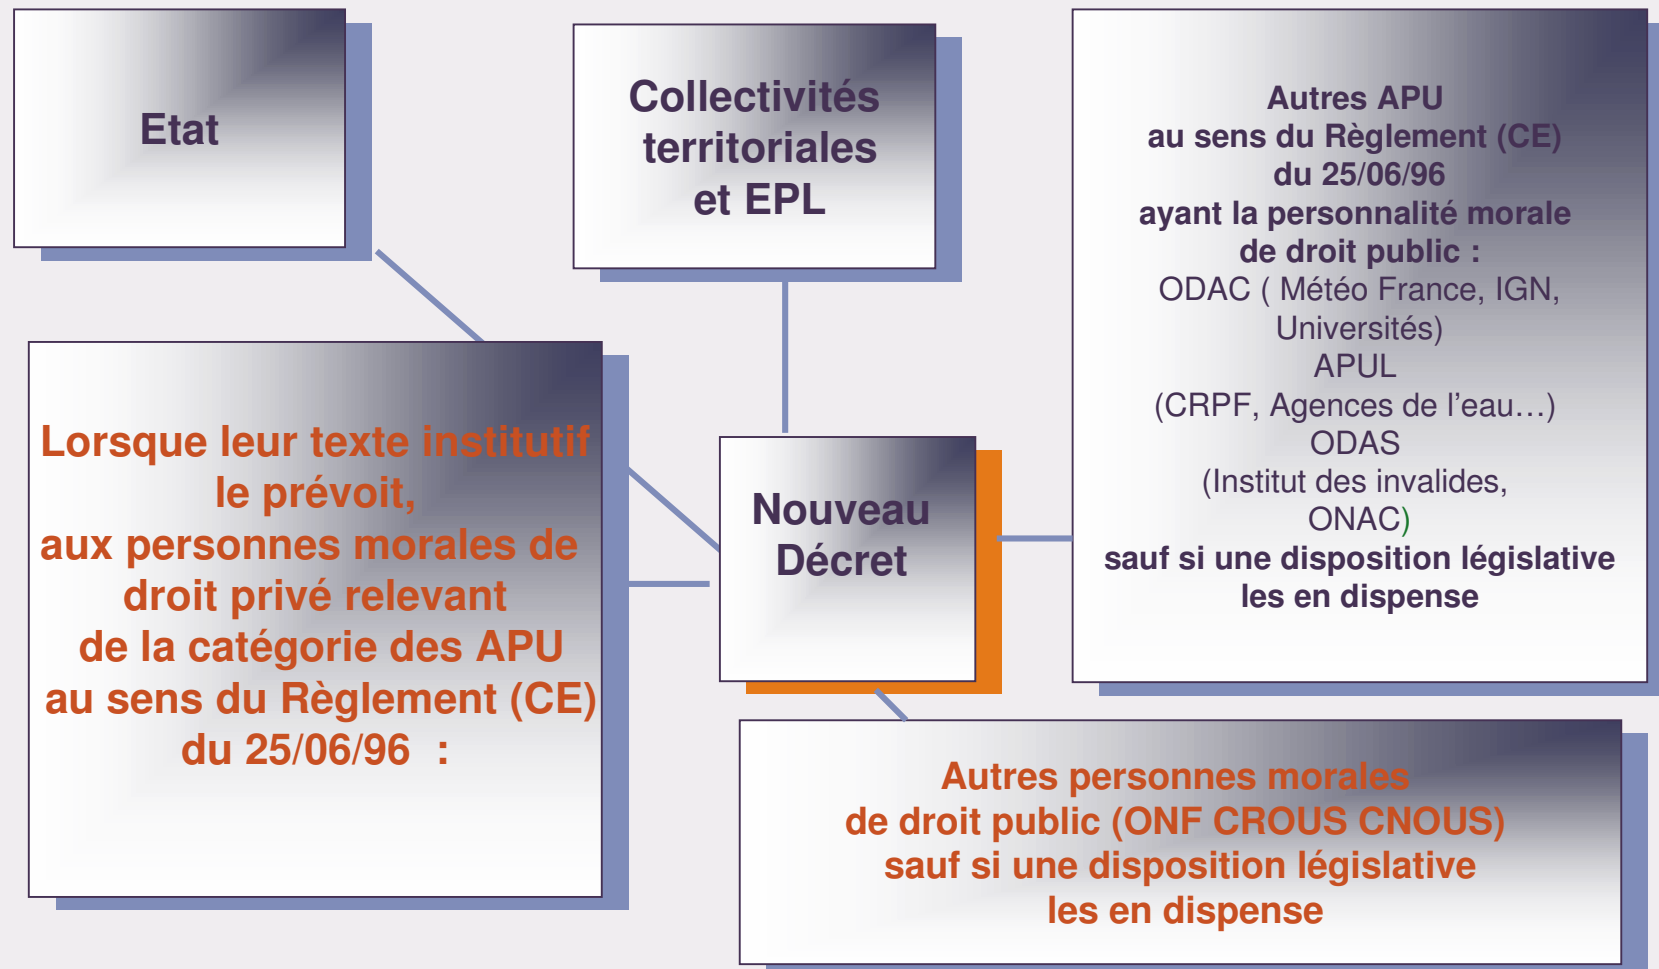 Etat
Collectivités
territoriales
et EPL
Autres APU
au sens du Règlement (CE)
du 25/06/96
ayant la personnalité morale
de droit public :
ODAC ( Météo France, IGN,
Universités)
APUL
(CRPF, Agences de l’eau…)
ODAS
(Institut des invalides,
ONAC)
sauf si une disposition législative
les en dispense
Lorsque leur texte institutif
le prévoit,
aux personnes morales de
droit privé relevant
de la catégorie des APU
au sens du Règlement (CE)
du 25/06/96 :
Nouveau
Décret
Autres personnes morales
de droit public (ONF CROUS CNOUS)
sauf si une disposition législative
les en dispense